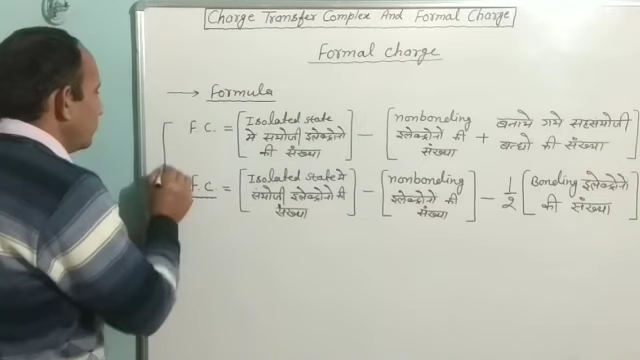 Charge Transfer Complex And Formal Charge
Formal charge
→ Formula
F.C. = [Isolated state मे संयोजी इलेक्ट्रोनो की संख्या] − [nonbonding इलेक्ट्रोनो की संख्या + बनाये गये सहसंयोजी बन्धो की संख्या]
F.C = [Isolated state मे संयोजी इलेक्ट्रोनो की संख्या] − [nonbonding इलेक्ट्रोनो की संख्या] − 1/2 [Bonding इलेक्ट्रोनो की संख्या]